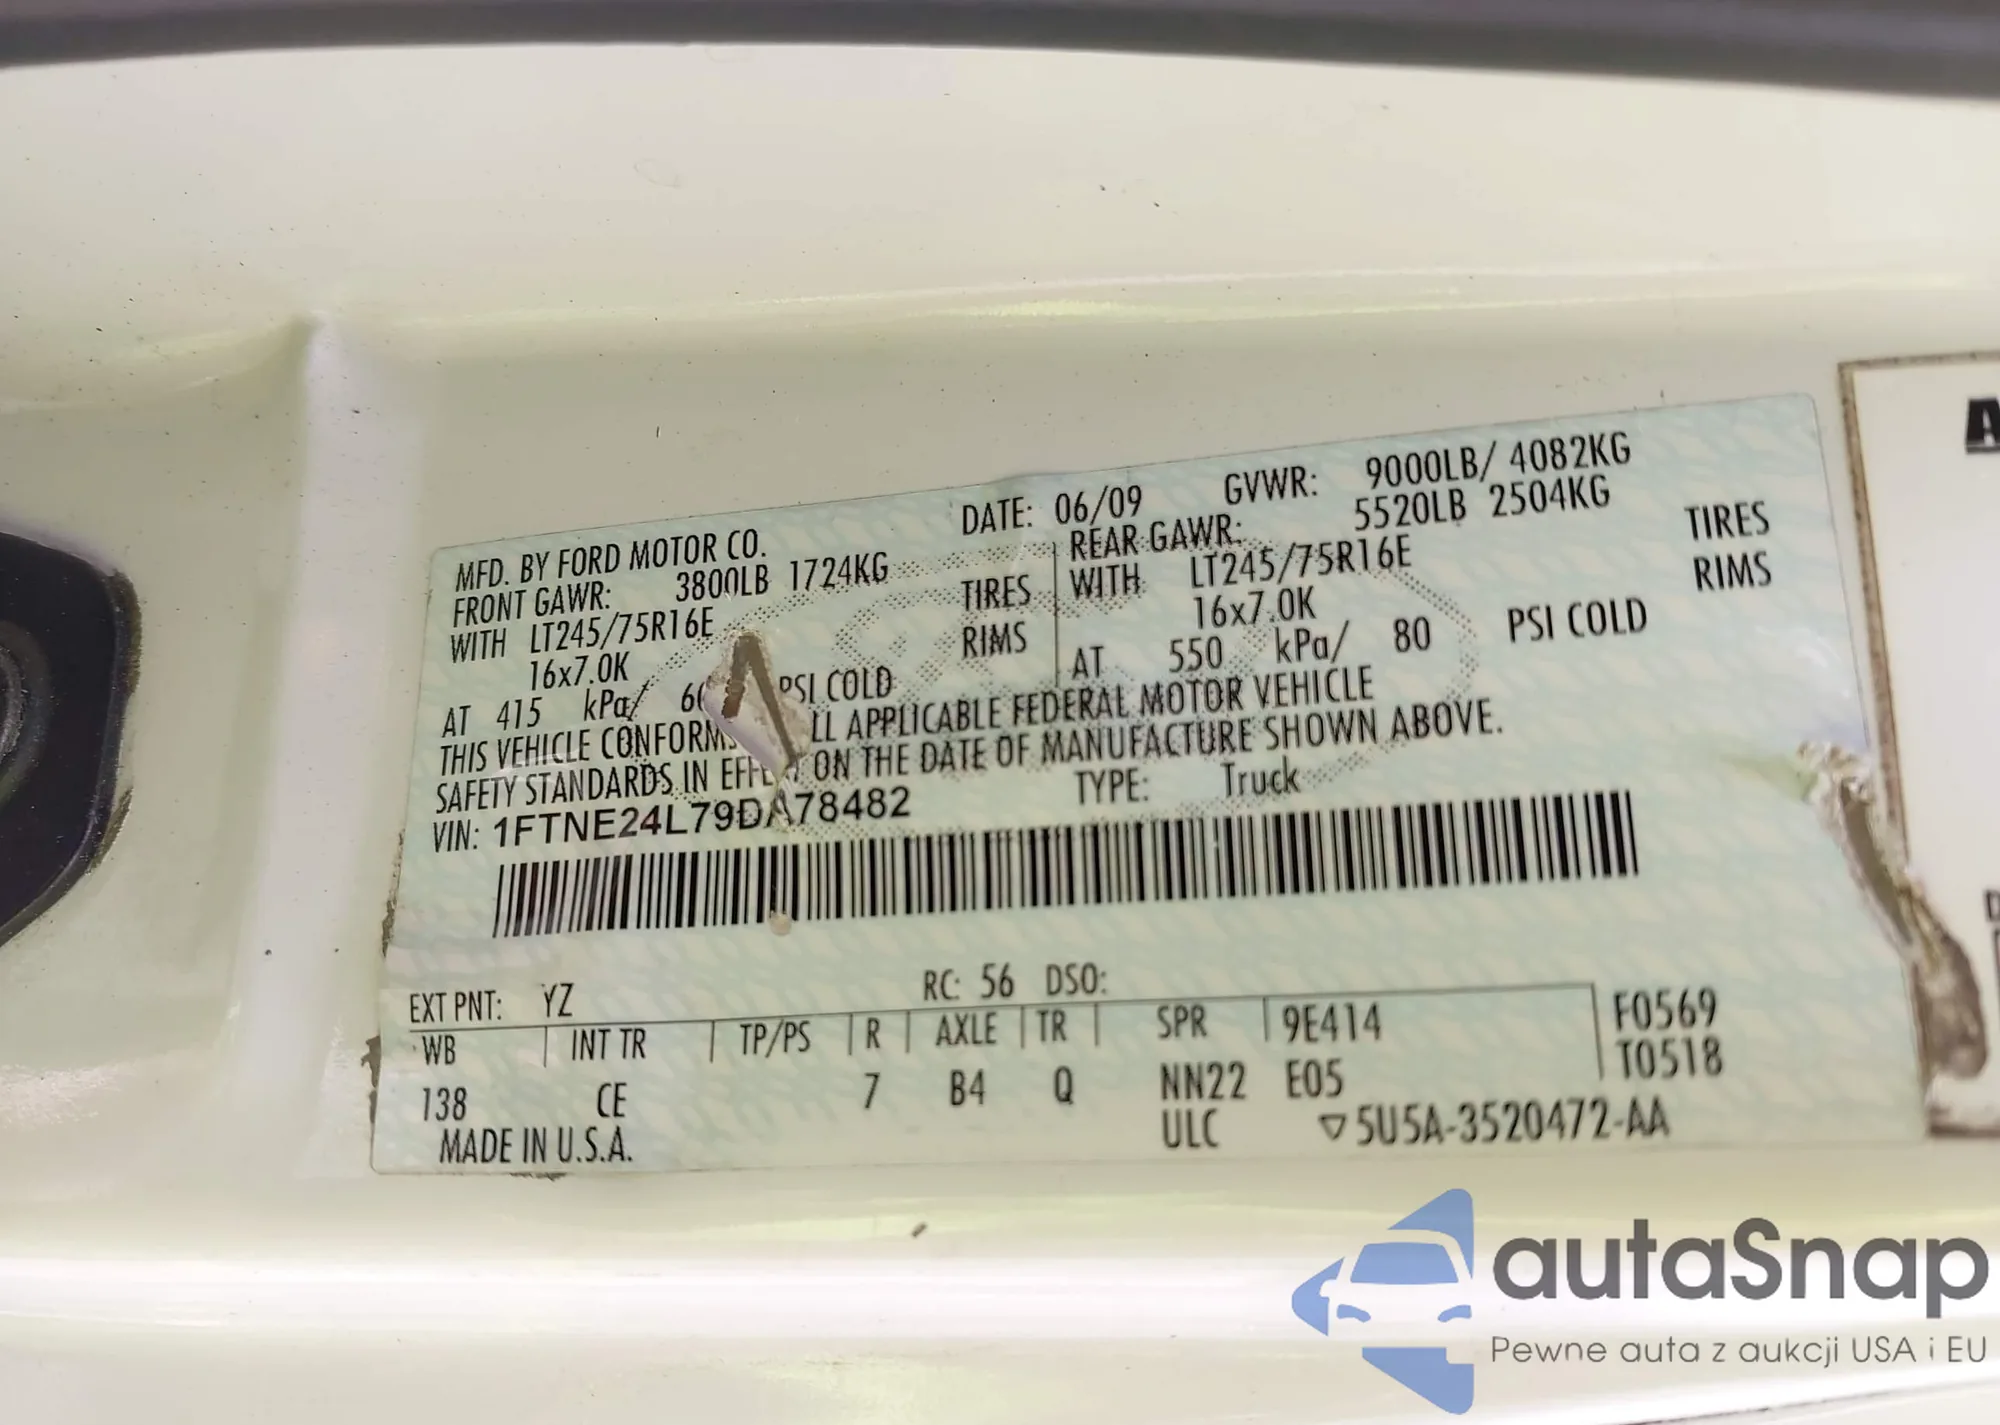 MFD. BY FORD MOTOR CO. DATE: 06/09 GVWR: 9000LB/ 4082KG
FRONT GAWR: 3800LB 1724KG REAR GAWR: 5520LB 2504KG
WITH LT245/75R16E TIRES WITH LT245/75R16E TIRES
16x7.0K RIMS 16x7.0K RIMS
AT 415 kPa/ PSI COLD AT 550 kPa/ 80 PSI COLD
THIS VEHICLE CONFORMS LL APPLICABLE FEDERAL MOTOR VEHICLE
SAFETY STANDARDS IN EFFECT ON THE DATE OF MANUFACTURE SHOWN ABOVE.
VIN: 1FTNE24L79DA78482 TYPE: Truck
EXT PNT: YZ RC: 56 DSO:
WB INT TR TP/PS R AXLE TR SPR 9E414 F0569
T0518
138 CE 7 B4 Q NN22 E05
MADE IN U.S.A. ULC ▽5U5A-3520472-AA
A
D
autaSnap
Pewne auta z aukcji USA i EU